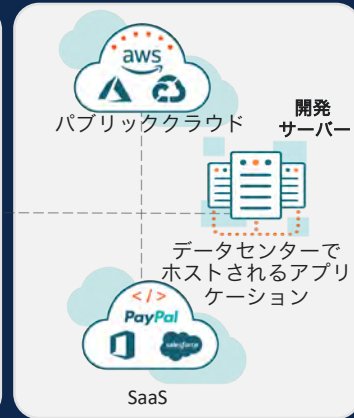 aws
パブリッククラウド
開発
サーバー
データセンターで
ホストされるアプリ
ケーション
</>
PayPal
salesforce
SaaS